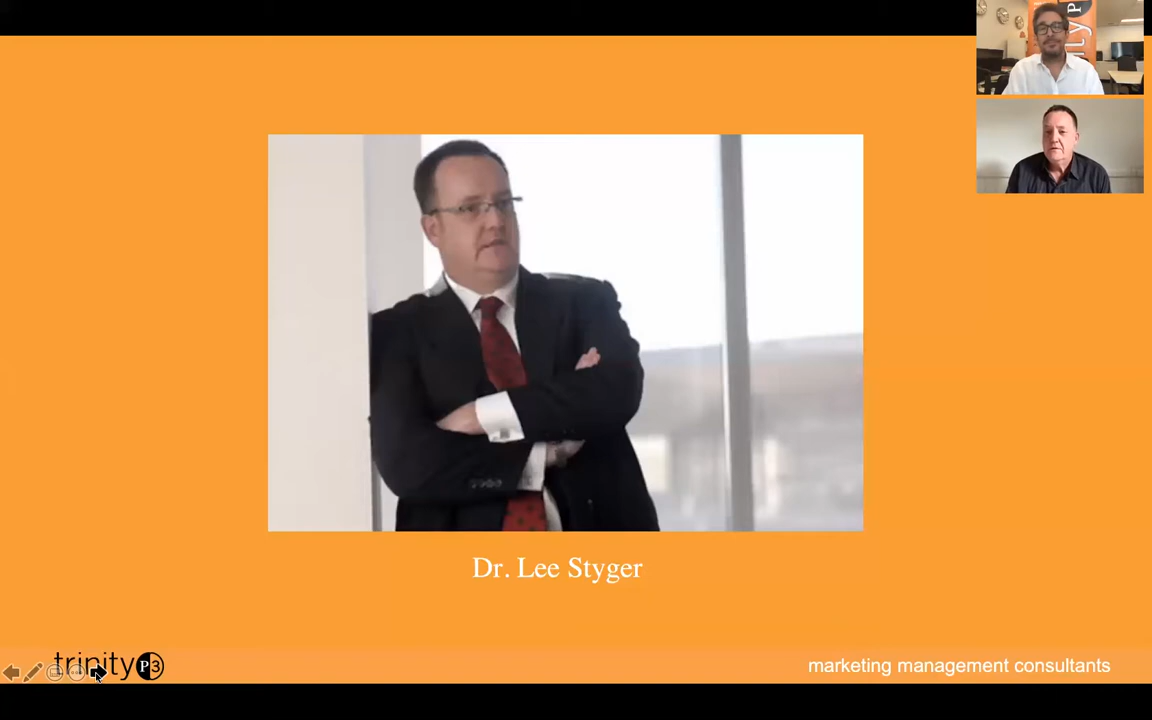 Dr. Lee Styger
trinity P3
marketing management consultants